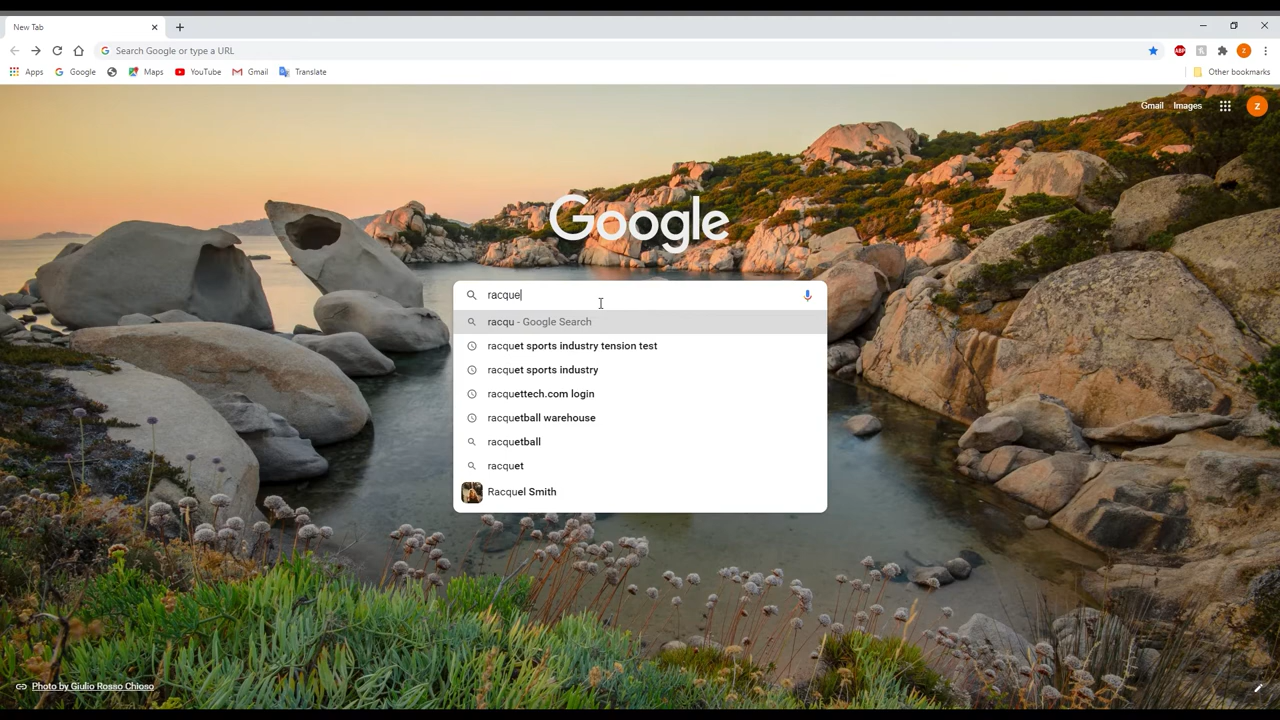 New Tab
Search Google or type a URL
ABP
Z
Apps
Google
Maps
YouTube
Gmail
Translate
Other bookmarks
Gmail
Images
Z
Google
racque
racqu - Google Search
racquet sports industry tension test
racquet sports industry
racquettech.com login
racquetball warehouse
racquetball
racquet
Racquel Smith
Photo by Giulio Rosso Chioso